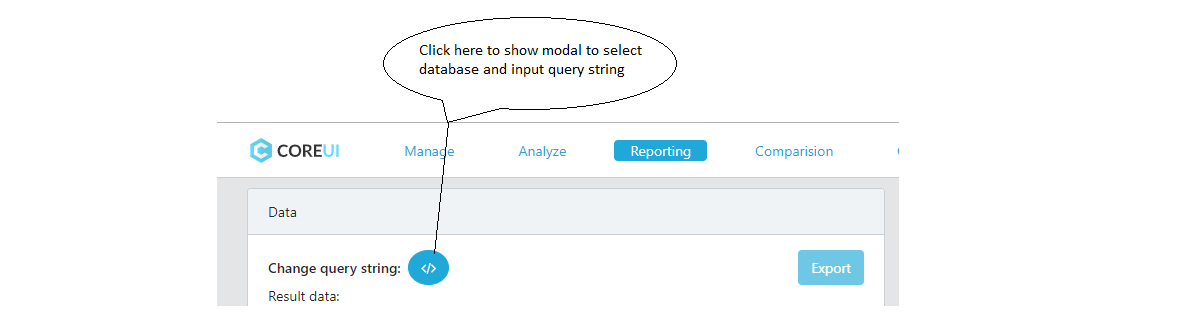 Click here to show modal to select
database and input query string
COREUI Manage Analyze Reporting Comparision
Data
Change query string: </> Export
Result data: